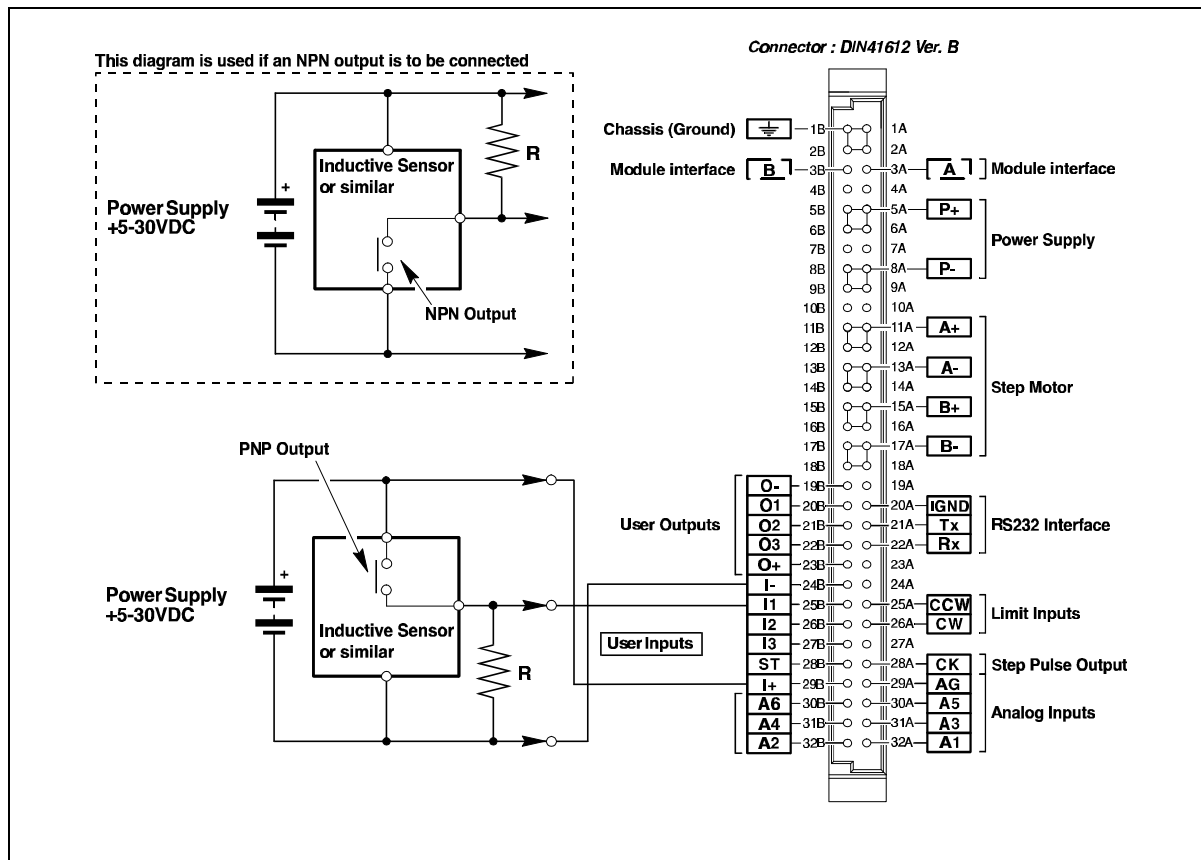 Connector : DIN41612 Ver. B
This diagram is used if an NPN output is to be connected
+
Power Supply
+5-30VDC
Inductive Sensor
or similar
R
NPN Output
PNP Output
+
Power Supply
+5-30VDC
Inductive Sensor
or similar
R
Chassis (Ground) 1B 1A
2B 2A
Module interface B 3B 3A A Module interface
4B 4A
5B 5A P+
6B 6A
Power Supply
7B 7A
8B 8A P-
9B 9A
10B 10A
11B 11A A+
12B 12A
13B 13A A-
14B 14A
Step Motor
15B 15A B+
16B 16A
17B 17A B-
18B 18A
O- 19B 19A
O1 20B 20A IGND
User Outputs O2 21B 21A Tx RS232 Interface
O3 22B 22A Rx
O+ 23B 23A
I- 24B 24A
I1 25B 25A CCW
Limit Inputs
I2 26B 26A CW
User Inputs
I3 27B 27A
ST 28B 28A CK Step Pulse Output
I+ 29B 29A AG
A6 30B 30A A5
Analog Inputs
A4 31B 31A A3
A2 32B 32A A1